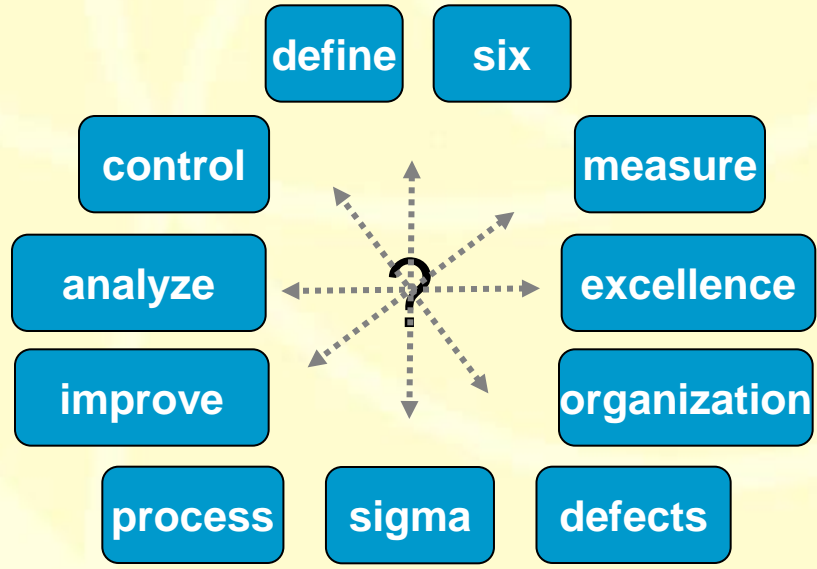 define six
control measure
analyze excellence
?
improve organization
process sigma defects